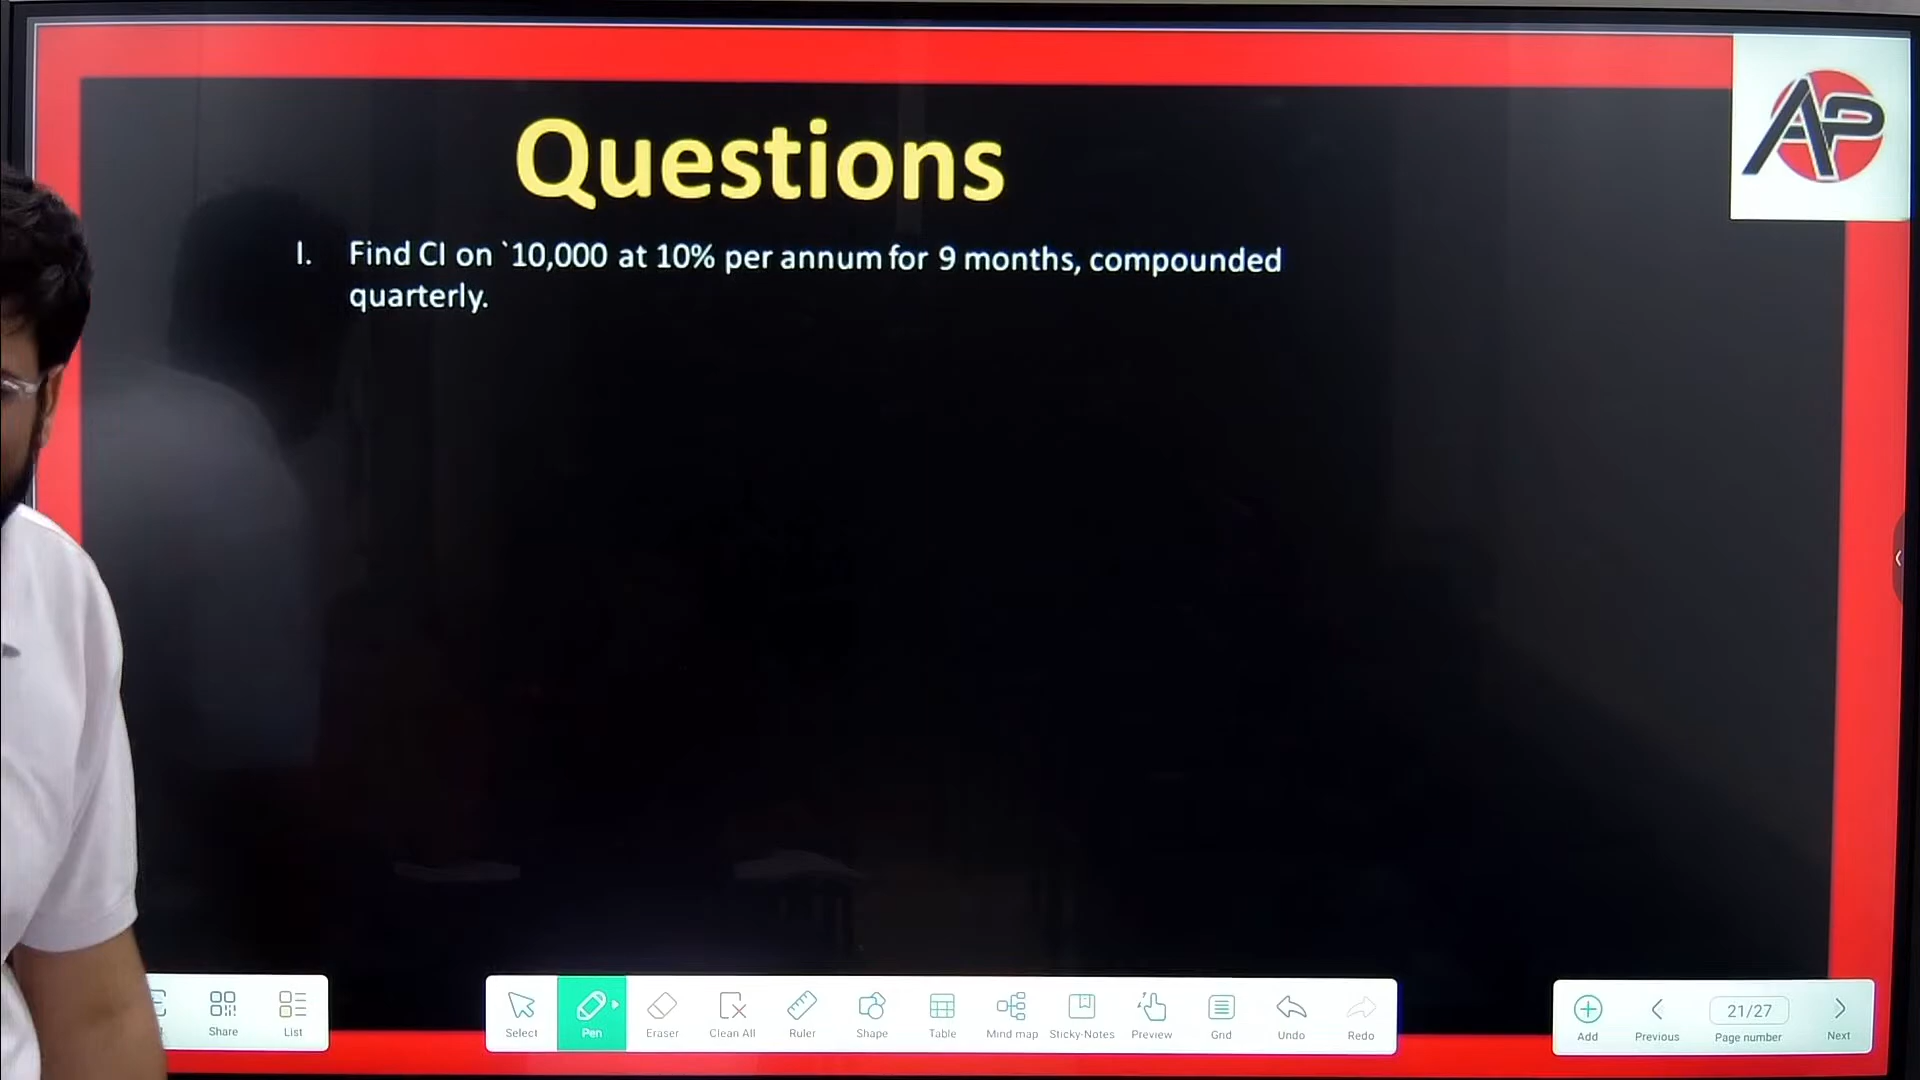 AP
Questions
I. Find CI on `10,000 at 10% per annum for 9 months, compounded
quarterly.
Share
List
Select
Pen
Eraser
Clean All
Ruler
Shape
Table
Mind map
Sticky-Notes
Preview
Grid
Undo
Redo
Add
Previous
21/27
Page number
Next